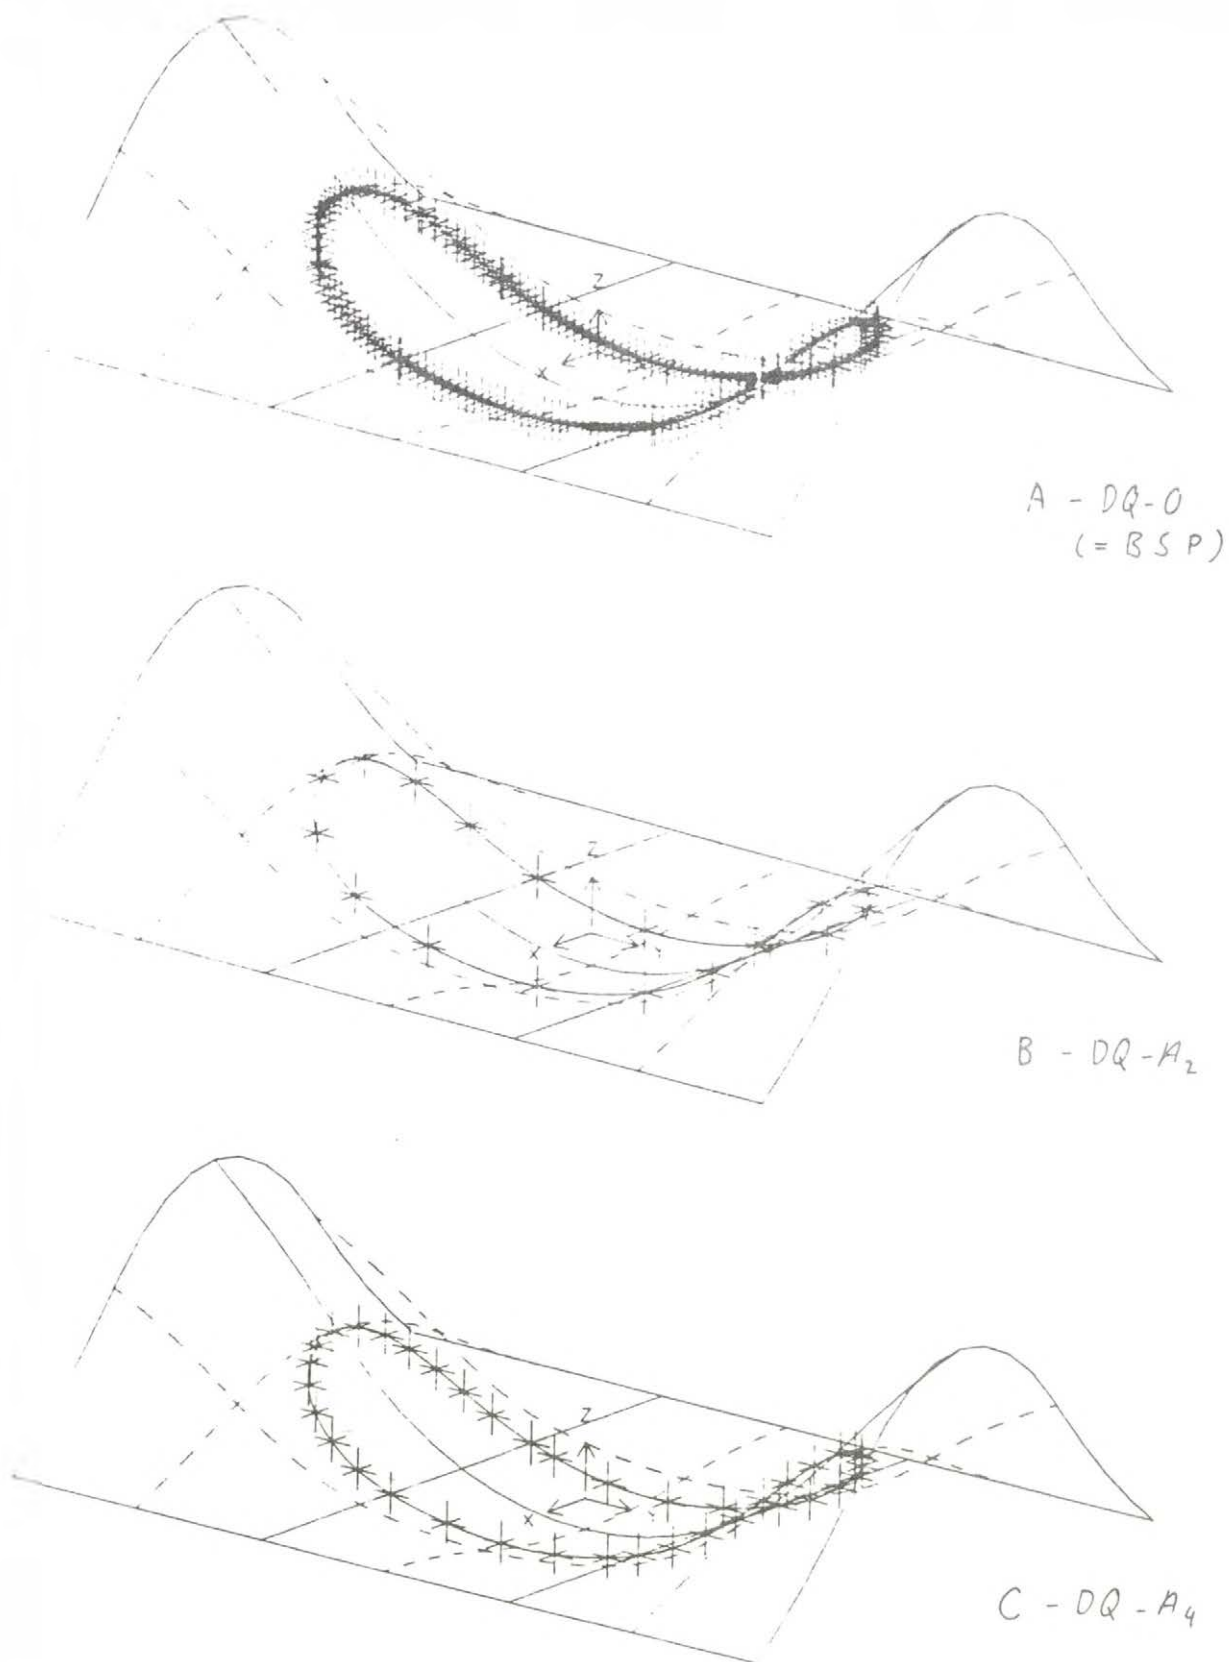 Z
X
A - DQ-0
(= BSP)
Z
X
Y
B - DQ-A₂
Z
X
C - DQ-A₄